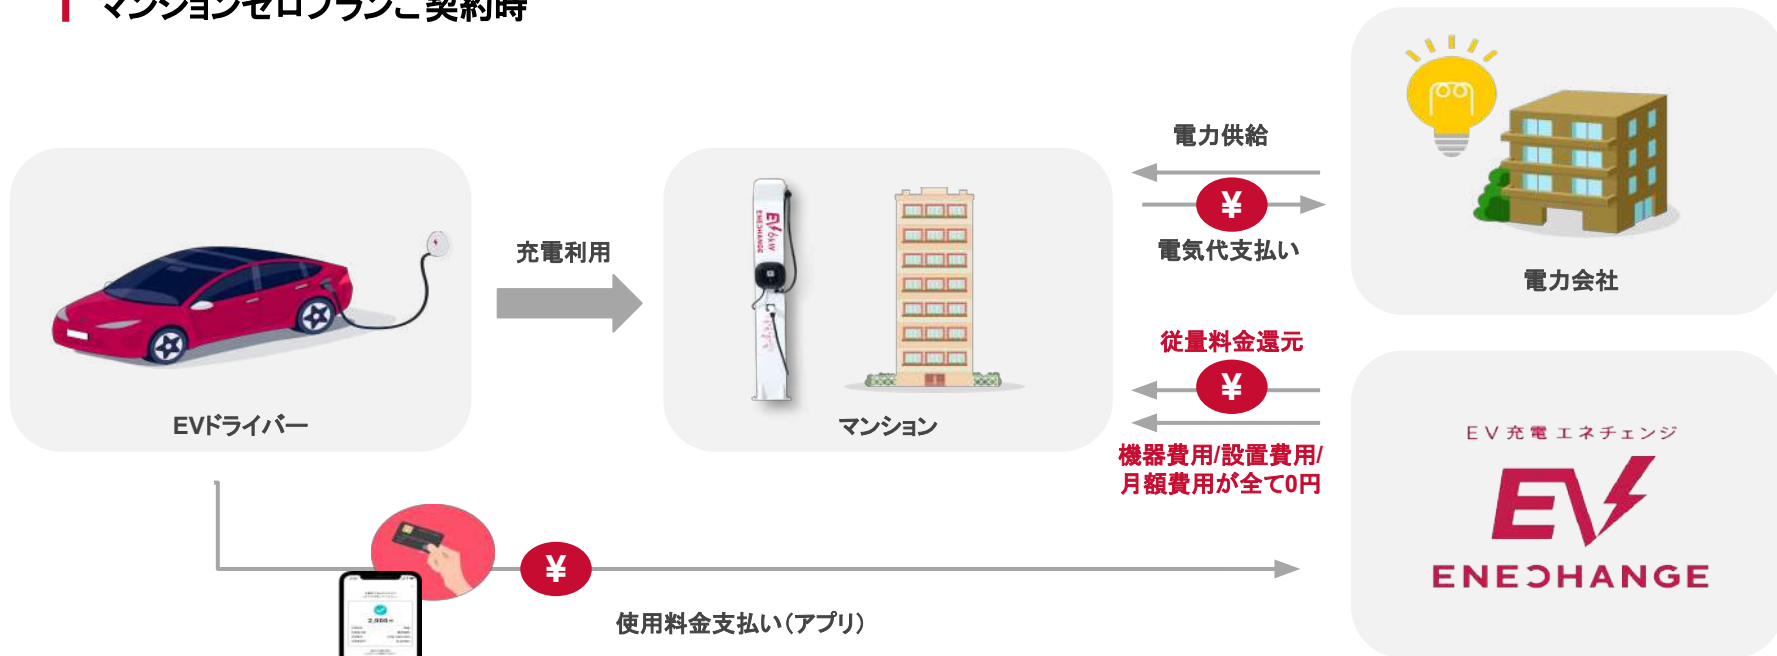 マンションゼロプランご契約時
電力供給
電気代支払い
充電利用
EV 6kW
ENECHANGE
電力会社
従量料金還元
EVドライバー
マンション
機器費用/設置費用/
月額費用が全て0円
EV充電エネチェンジ
EV
ENECHANGE
使用料金支払い(アプリ)